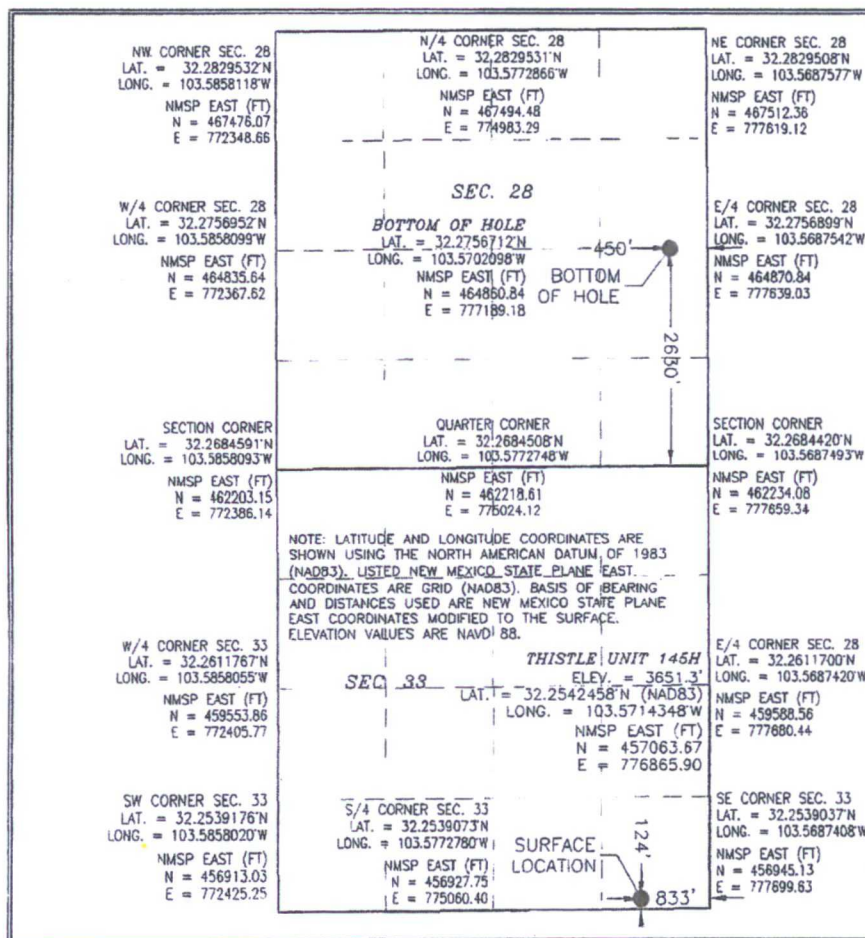 NW. CORNER SEC. 28
LAT. = 32.2829532'N
LONG. = 103.5858118'W
NMSP EAST (FT)
N = 467476.07
E = 772348.66
N/4 CORNER SEC. 28
LAT. = 32.2829531'N
LONG. = 103.5772866'W
NMSP EAST (FT)
N = 467494.48
E = 774983.29
NE CORNER SEC. 28
LAT. = 32.2829508'N
LONG. = 103.5687577'W
NMSP EAST (FT)
N = 467512.36
E = 777619.12
SEC. 28
W/4 CORNER SEC. 28
LAT. = 32.2756952'N
LONG. = 103.5858099'W
NMSP EAST (FT)
N = 464835.64
E = 772367.62
BOTTOM OF HOLE
LAT. = 32.2756712'N
LONG. = 103.5702098'W
NMSP EAST (FT)
N = 464860.84
E = 777189.18
450'
BOTTOM
OF HOLE
2630'
E/4 CORNER SEC. 28
LAT. = 32.2756899'N
LONG. = 103.5687542'W
NMSP EAST (FT)
N = 464870.84
E = 777639.03
SECTION CORNER
LAT. = 32.2684591'N
LONG. = 103.5858093'W
NMSP EAST (FT)
N = 462203.15
E = 772386.14
QUARTER CORNER
LAT. = 32.2684508'N
LONG. = 103.5772748'W
NMSP EAST (FT)
N = 462218.61
E = 775024.12
SECTION CORNER
LAT. = 32.2684420'N
LONG. = 103.5687493'W
NMSP EAST (FT)
N = 462234.08
E = 777659.34
NOTE: LATITUDE AND LONGITUDE COORDINATES ARE
SHOWN USING THE NORTH AMERICAN DATUM OF 1983
(NAD83). LISTED NEW MEXICO STATE PLANE EAST
COORDINATES ARE GRID (NAD83). BASIS OF BEARING
AND DISTANCES USED ARE NEW MEXICO STATE PLANE
EAST COORDINATES MODIFIED TO THE SURFACE.
ELEVATION VALUES ARE NAVD 88.
W/4 CORNER SEC. 33
LAT. = 32.2611767'N
LONG. = 103.5858055'W
NMSP EAST (FT)
N = 459553.86
E = 772405.77
SEC. 33
THISTLE UNIT 145H
ELEV. = 3651.3'
LAT. = 32.2542458'N (NAD83)
LONG. = 103.5714348'W
NMSP EAST (FT)
N = 457063.67
E = 776865.90
E/4 CORNER SEC. 28
LAT. = 32.2611700'N
LONG. = 103.5687420'W
NMSP EAST (FT)
N = 459588.56
E = 777680.44
SW CORNER SEC. 33
LAT. = 32.2539176'N
LONG. = 103.5858020'W
NMSP EAST (FT)
N = 456913.03
E = 772425.25
S/4 CORNER SEC. 33
LAT. = 32.2539073'N
LONG. = 103.5772780'W
NMSP EAST (FT)
N = 456927.75
E = 775060.40
SURFACE
LOCATION
124'
833'
SE CORNER SEC. 33
LAT. = 32.2539037'N
LONG. = 103.5687408'W
NMSP EAST (FT)
N = 456945.13
E = 777699.63